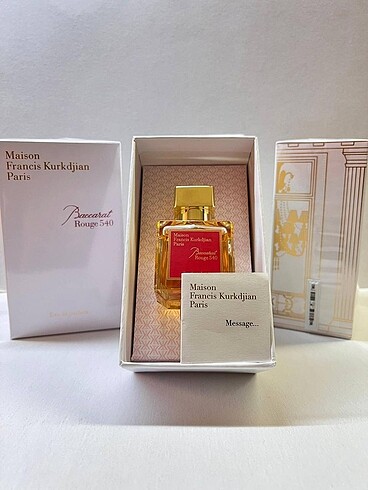 Maison
Francis Kurkdjian
Paris
Baccarat
Rouge 540
Maison
Francis Kurkdjian
Paris
Baccarat
Rouge 540
Maison
Francis Kurkdjian
Paris
Message...